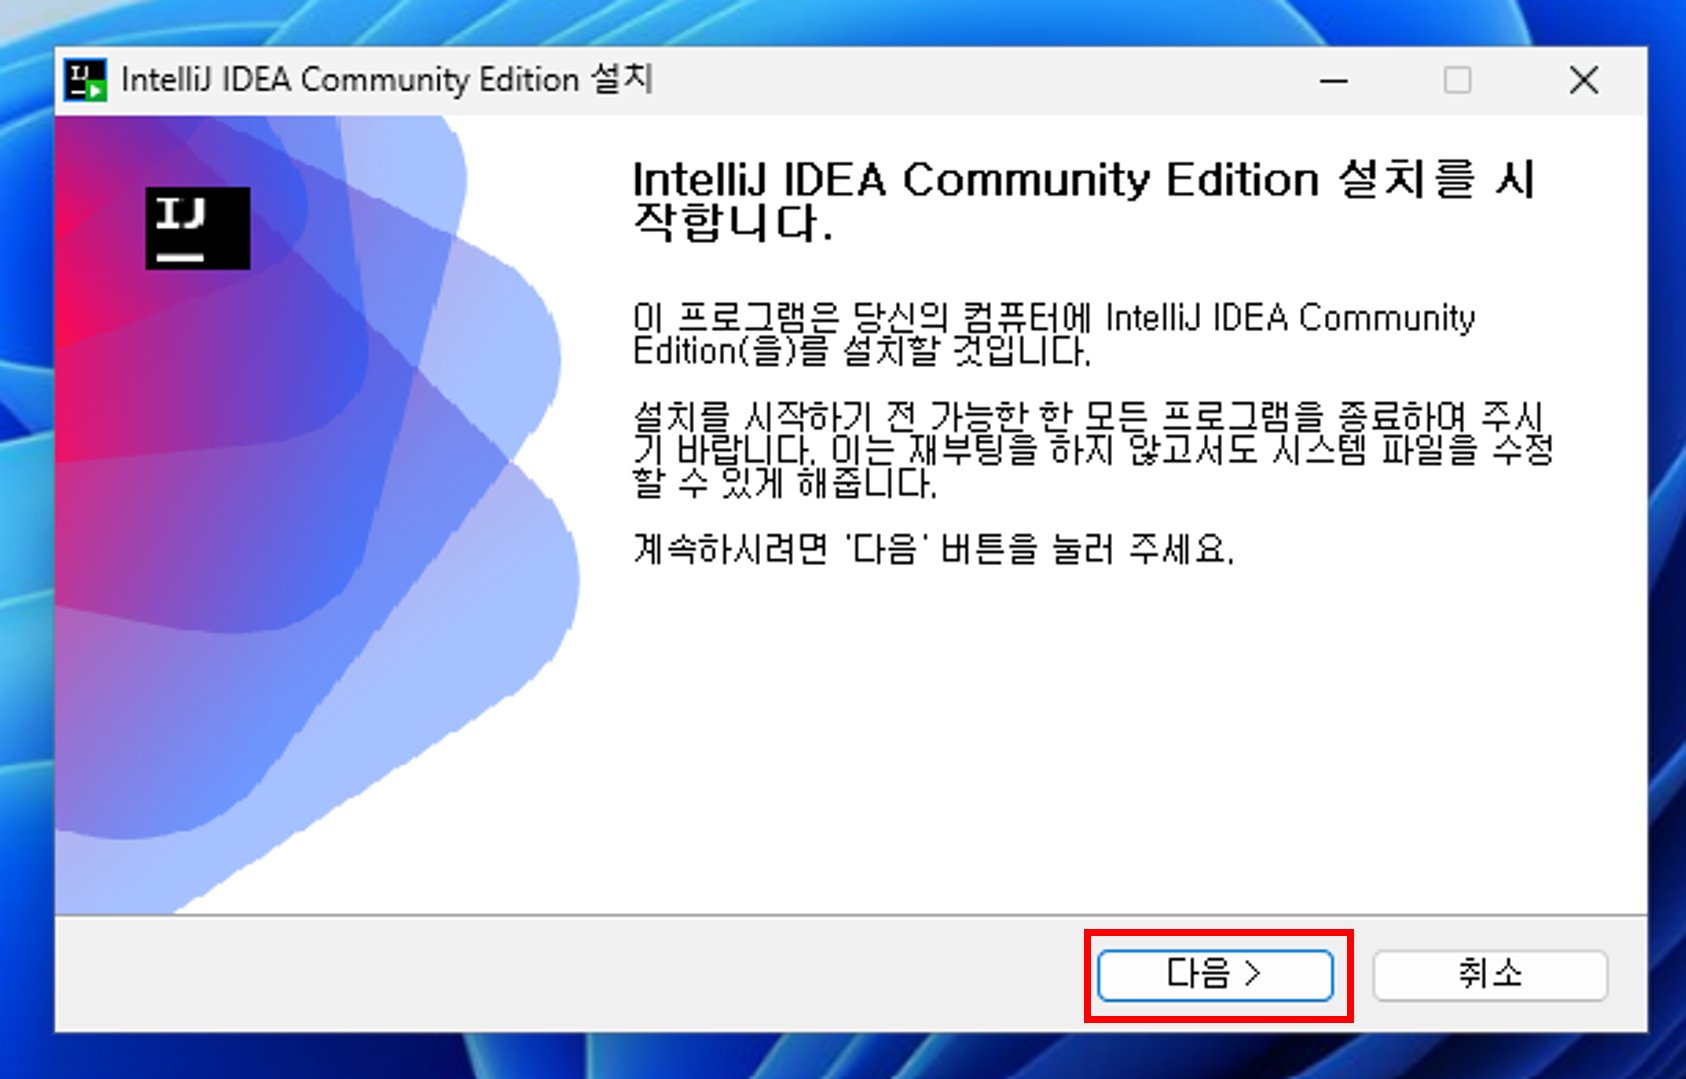 IntelliJ IDEA Community Edition 설치
IJ
IntelliJ IDEA Community Edition 설치를 시
작합니다.
이 프로그램은 당신의 컴퓨터에 IntelliJ IDEA Community
Edition(을)를 설치할 것입니다.
설치를 시작하기 전 가능한 한 모든 프로그램을 종료하여 주시
기 바랍니다. 이는 재부팅을 하지 않고서도 시스템 파일을 수정
할 수 있게 해줍니다.
계속하시려면 '다음' 버튼을 눌러 주세요.
다음 >
취소